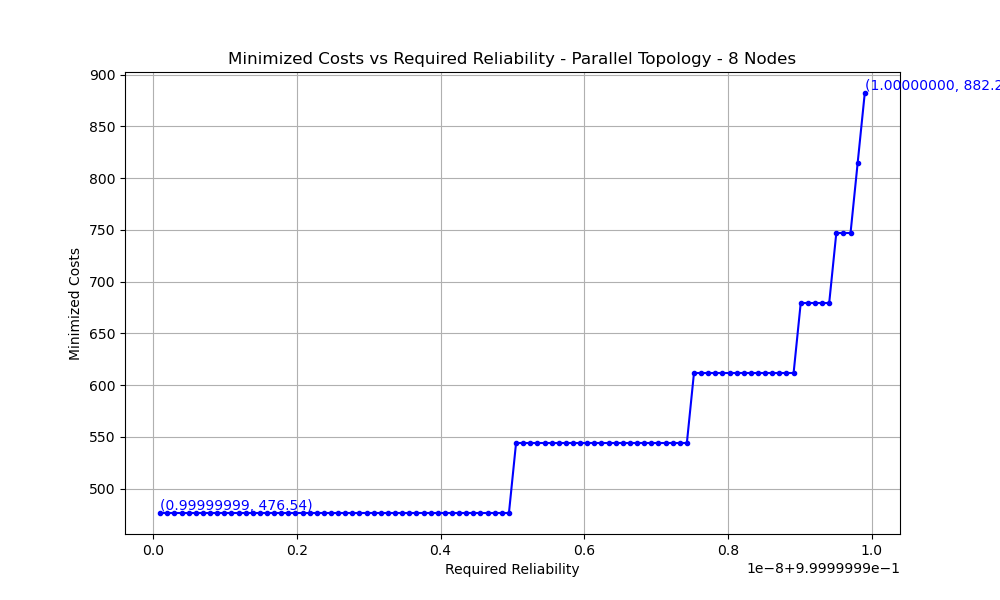 Minimized Costs vs Required Reliability - Parallel Topology - 8 Nodes
900
850
800
750
700
650
600
550
500
Minimized Costs
(1.00000000, 882.2
(0.99999999, 476.54)
0.0 0.2 0.4 0.6 0.8 1.0
Required Reliability
1e−8+9.9999999e−1